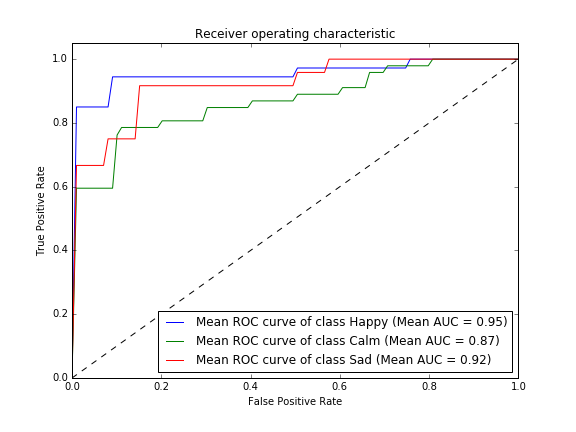 Receiver operating characteristic
1.0
0.8
0.6
0.4
0.2
0.0
True Positive Rate
Mean ROC curve of class Happy (Mean AUC = 0.95)
Mean ROC curve of class Calm (Mean AUC = 0.87)
Mean ROC curve of class Sad (Mean AUC = 0.92)
0.0 0.2 0.4 0.6 0.8 1.0
False Positive Rate